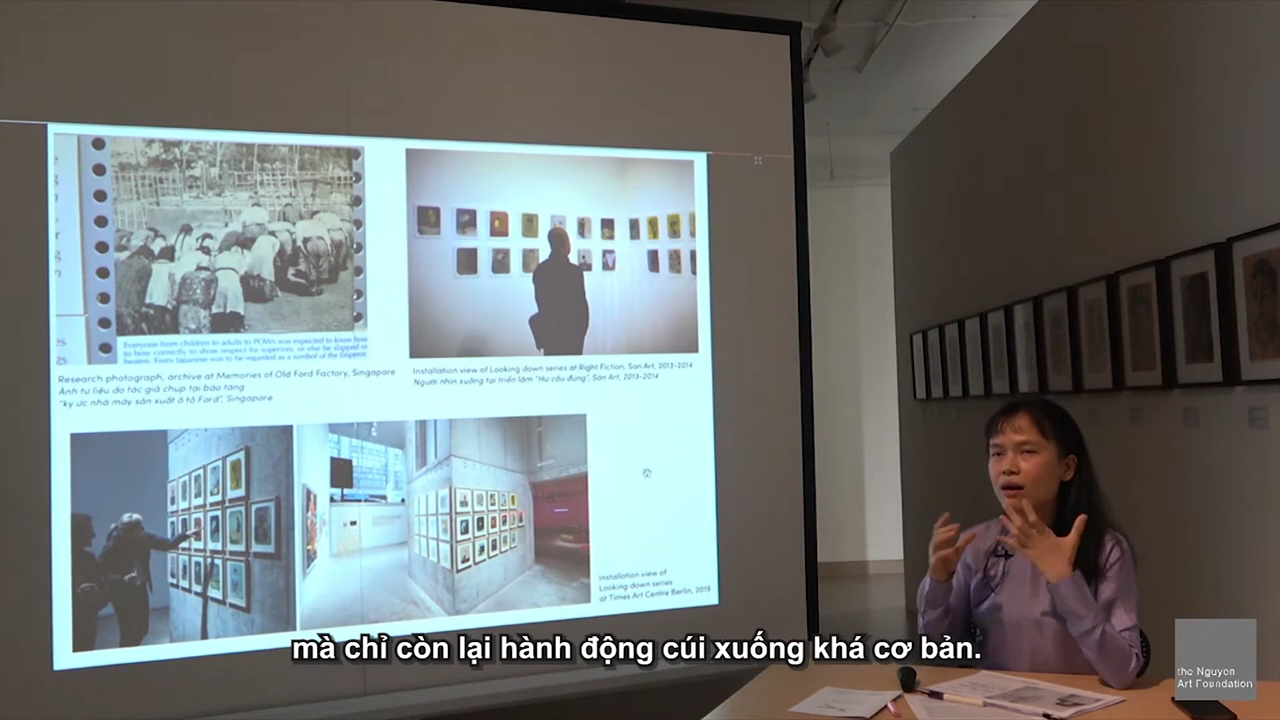 Everyone from children to adults to POWs was expected to know how
to bow correctly to show respect for superiors, or else be slapped or
beaten. Every Japanese was to be regarded as a symbol of the Emperor.
Research photograph, archive at Memories of Old Ford Factory, Singapore
Ảnh tư liệu do tác giả chụp tại bảo tàng
“ký ức nhà máy sản xuất ô tô Ford”, Singapore
Installation view of Looking down series at Right Fiction, San Art, 2013-2014
Người nhìn xuống tại triển lãm “Hư cấu đúng”, San Art, 2013-2014
Installation view of
Looking down series
at Times Art Centre Berlin, 2019
mà chỉ còn lại hành động cúi xuống khá cơ bản.
the Nguyen
Art Foundation